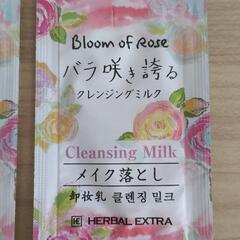 Bloom of Rose
バラ咲き誇る
クレンジングミルク
Cleansing Milk
メイク落とし
卸妆乳 클렌징 밀크
HE HERBAL EXTRA